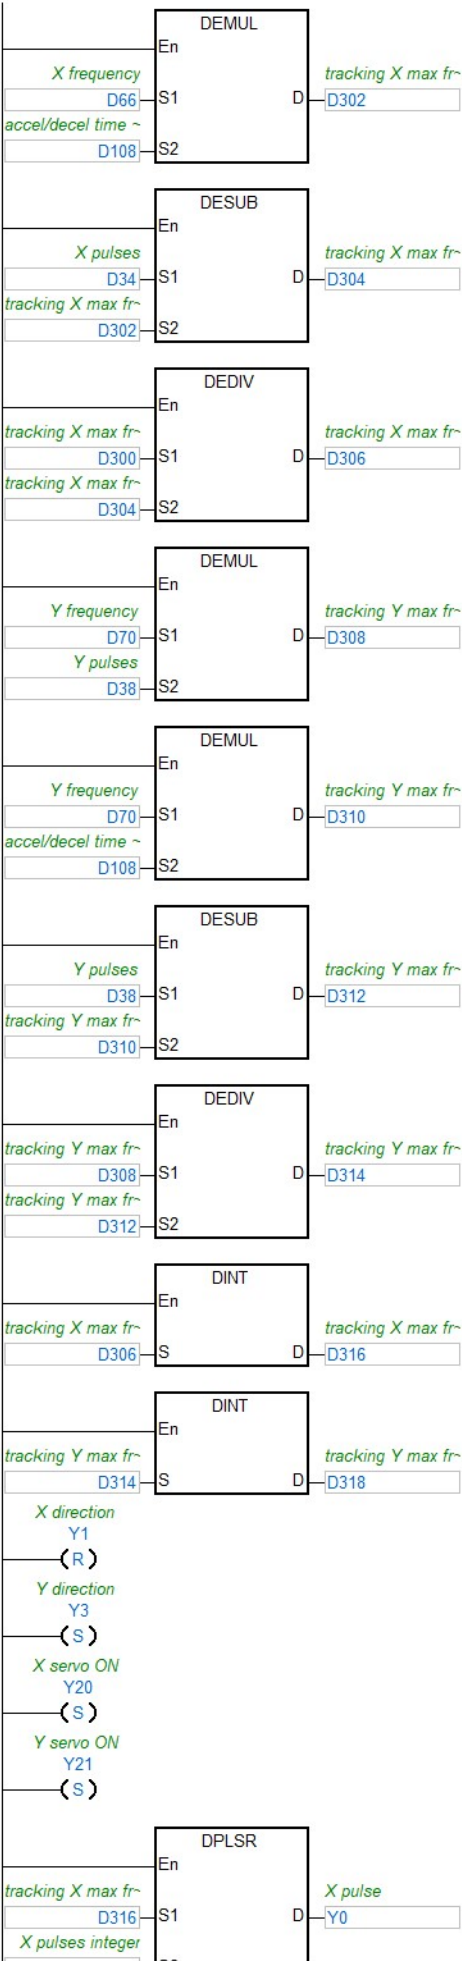 DEMUL
En
X frequency
tracking X max fr~
D66 S1 D D302
accel/decel time ~
D108 S2
DESUB
En
X pulses
tracking X max fr~
D34 S1 D D304
tracking X max fr~
D302 S2
DEDIV
En
tracking X max fr~
tracking X max fr~
D300 S1 D D306
tracking X max fr~
D304 S2
DEMUL
En
Y frequency
tracking Y max fr~
D70 S1 D D308
Y pulses
D38 S2
DEMUL
En
Y frequency
tracking Y max fr~
D70 S1 D D310
accel/decel time ~
D108 S2
DESUB
En
Y pulses
tracking Y max fr~
D38 S1 D D312
tracking Y max fr~
D310 S2
DEDIV
En
tracking Y max fr~
tracking Y max fr~
D308 S1 D D314
tracking Y max fr~
D312 S2
DINT
En
tracking X max fr~
tracking X max fr~
D306 S D D316
DINT
En
tracking Y max fr~
tracking Y max fr~
D314 S D D318
X direction
Y1
R
Y direction
Y3
S
X servo ON
Y20
S
Y servo ON
Y21
S
DPLSR
En
tracking X max fr~
X pulse
D316 S1 D Y0
X pulses integer